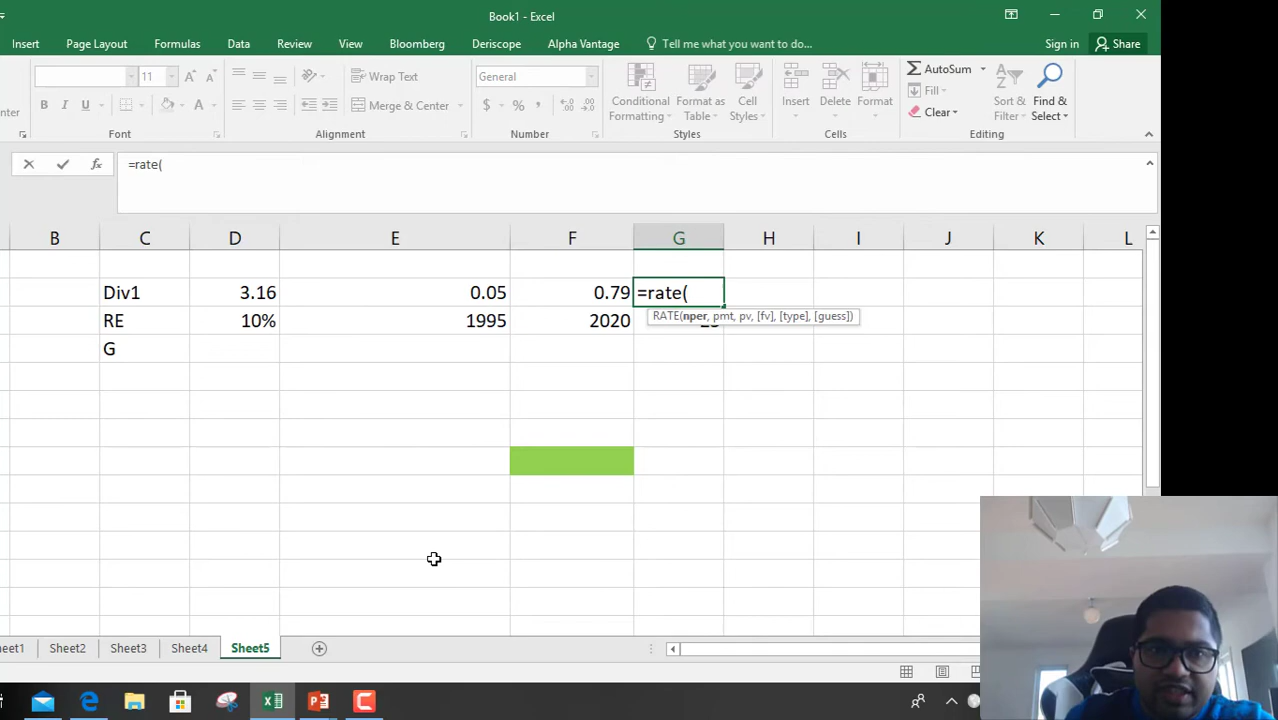 Book1 - Excel
Insert Page Layout Formulas Data Review View Bloomberg Deriscope Alpha Vantage Tell me what you want to do... Sign in Share
11 Wrap Text General AutoSum
Fill
B I U Merge & Center $ % , Conditional Formatting Format as Table Cell Styles Insert Delete Format Clear Sort & Filter Find & Select
Font Alignment Number Styles Cells Editing
fx =rate(
B C D E F G H I J K L
Div1 3.16 0.05 0.79 =rate(
RATE(nper, pmt, pv, [fv], [type], [guess])
RE 10% 1995 2020
G
Sheet2 Sheet3 Sheet4 Sheet5